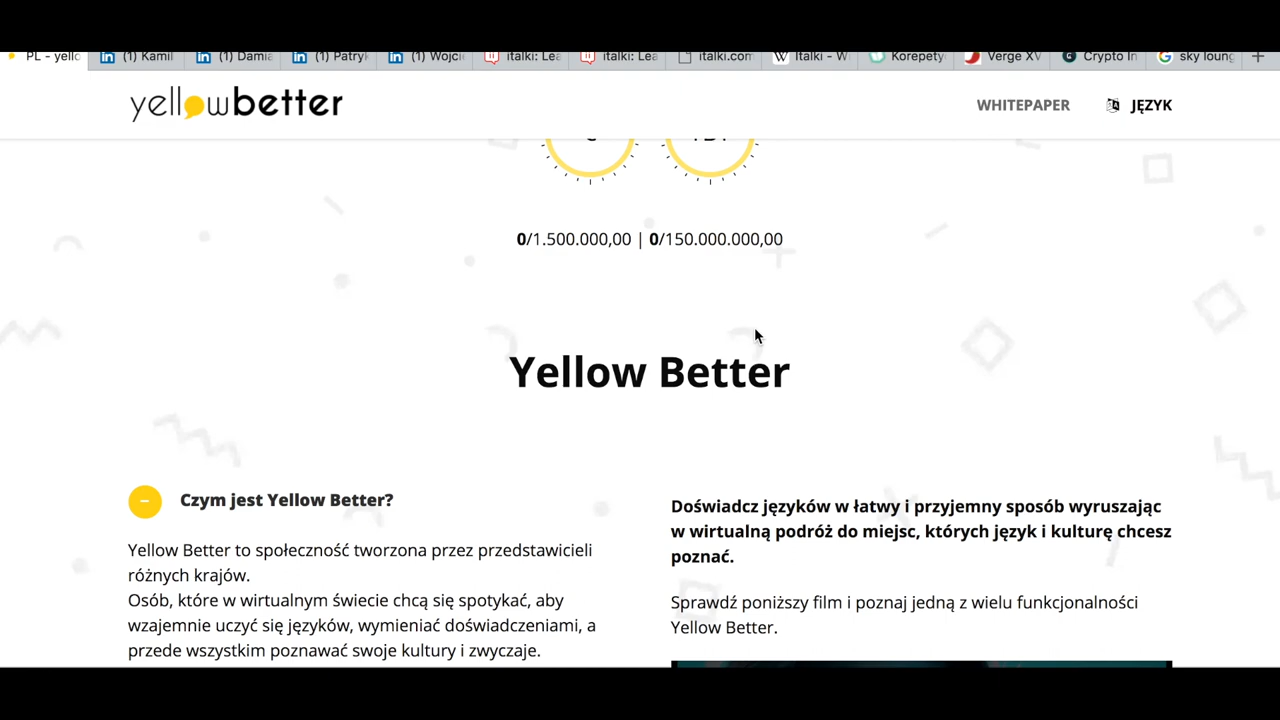 PL - yello
(1) Kamil
(1) Damia
(1) Patryk
(1) Wojcie
italki: Lea
italki: Lea
italki.com
Italki - W
Korepety
Verge XV
Crypto In
sky loung
yellowbetter
WHITEPAPER
JĘZYK
0/1.500.000,00 | 0/150.000.000,00
Yellow Better
Czym jest Yellow Better?
Yellow Better to społeczność tworzona przez przedstawicieli
różnych krajów.
Osób, które w wirtualnym świecie chcą się spotykać, aby
wzajemnie uczyć się języków, wymieniać doświadczeniami, a
przede wszystkim poznawać swoje kultury i zwyczaje.
Doświadcz języków w łatwy i przyjemny sposób wyruszając
w wirtualną podróż do miejsc, których język i kulturę chcesz
poznać.
Sprawdź poniższy film i poznaj jedną z wielu funkcjonalności
Yellow Better.